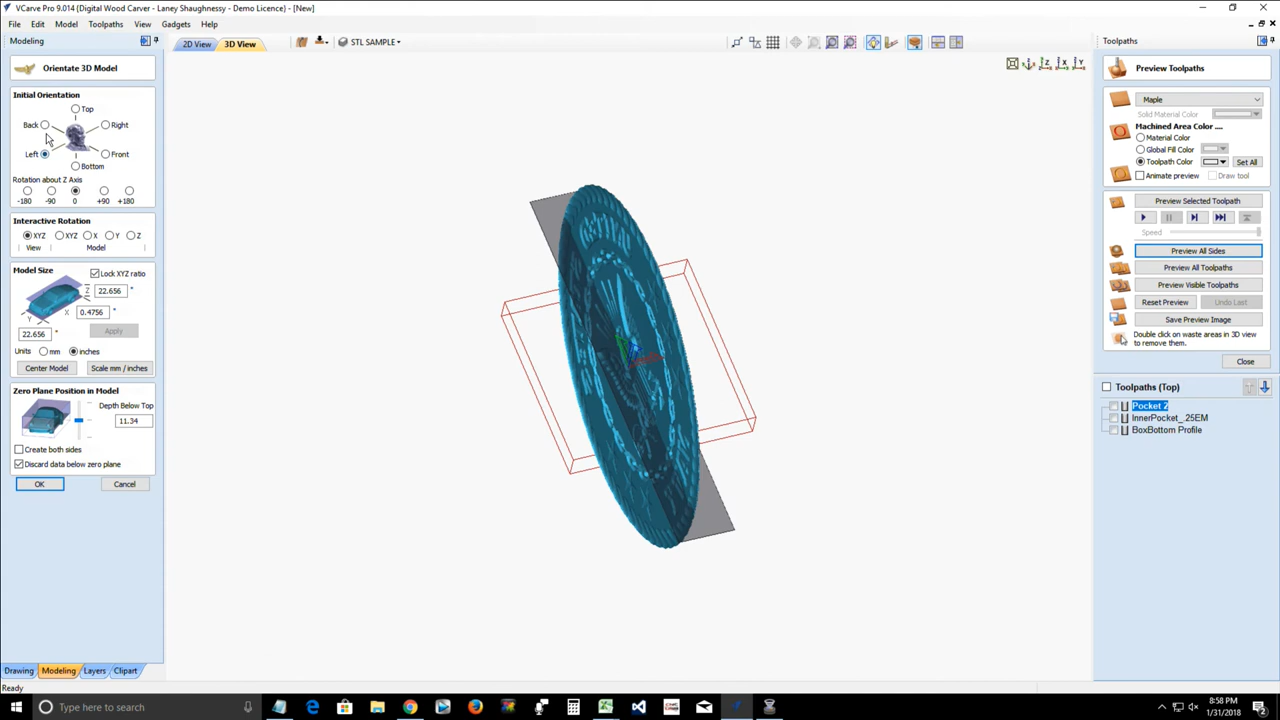 VCarve Pro 9.014 (Digital Wood Carver - Demo Licence) - Laney Shaughnessy - [New]
File Edit Model Toolpaths View Gadgets Help
Modeling
2D View 3D View STL SAMPLE
Toolpaths
Orientate 3D Model
Initial Orientation
Top
Back Right
Left Front
Bottom
Rotation about Z Axis
-180 -90 0 +90 +180
Interactive Rotation
XYZ XYZ X Y Z
View Model
Model Size
Lock XYZ ratio
Z 22.656 "
X 0.4756 "
Y
22.656 "
Apply
Units mm inches
Center Model Scale mm / inches
Zero Plane Position in Model
Depth Below Top
11.34
Create both sides
Discard data below zero plane
OK Cancel
Z X Y
Preview Toolpaths
Maple
Solid Material Color
Machined Area Color ....
Material Color
Global Fill Color
Toolpath Color Set All
Animate preview Draw tool
Preview Selected Toolpath
Speed
Preview All Sides
Preview All Toolpaths
Preview Visible Toolpaths
Reset Preview Undo Last
Save Preview Image
Double click on waste areas in 3D view
to remove them.
Close
Toolpaths (Top)
Pocket 2
InnerPocket_.25EM
BoxBottom Profile
Drawing Modeling Layers Clipart
Ready
Type here to search
8:58 PM
1/31/2018
2